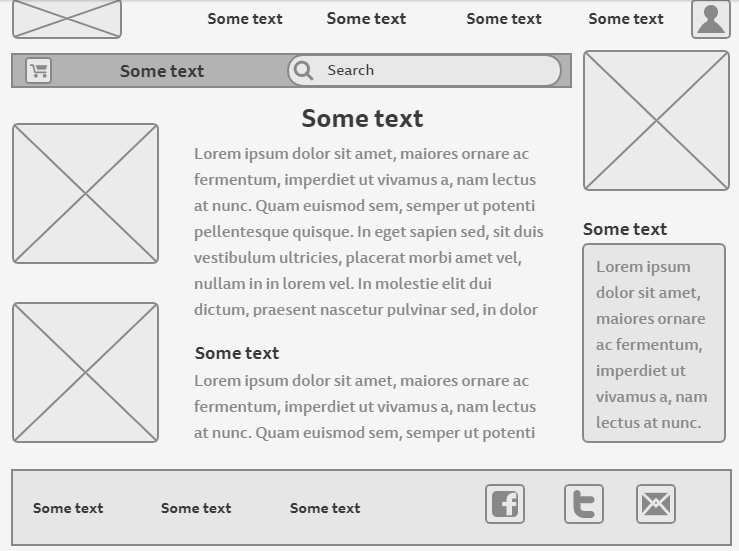 Some text
Some text
Some text
Some text
Some text
Search
Some text
Lorem ipsum dolor sit amet, maiores ornare ac
fermentum, imperdiet ut vivamus a, nam lectus
at nunc. Quam euismod sem, semper ut potenti
pellentesque quisque. In eget sapien sed, sit duis
vestibulum ultricies, placerat morbi amet vel,
nullam in in lorem vel. In molestie elit dui
dictum, praesent nascetur pulvinar sed, in dolor
Some text
Lorem ipsum dolor sit amet, maiores ornare ac
fermentum, imperdiet ut vivamus a, nam lectus
at nunc. Quam euismod sem, semper ut potenti
Some text
Lorem ipsum
dolor sit amet,
maiores ornare
ac fermentum,
imperdiet ut
vivamus a, nam
lectus at nunc.
Some text
Some text
Some text